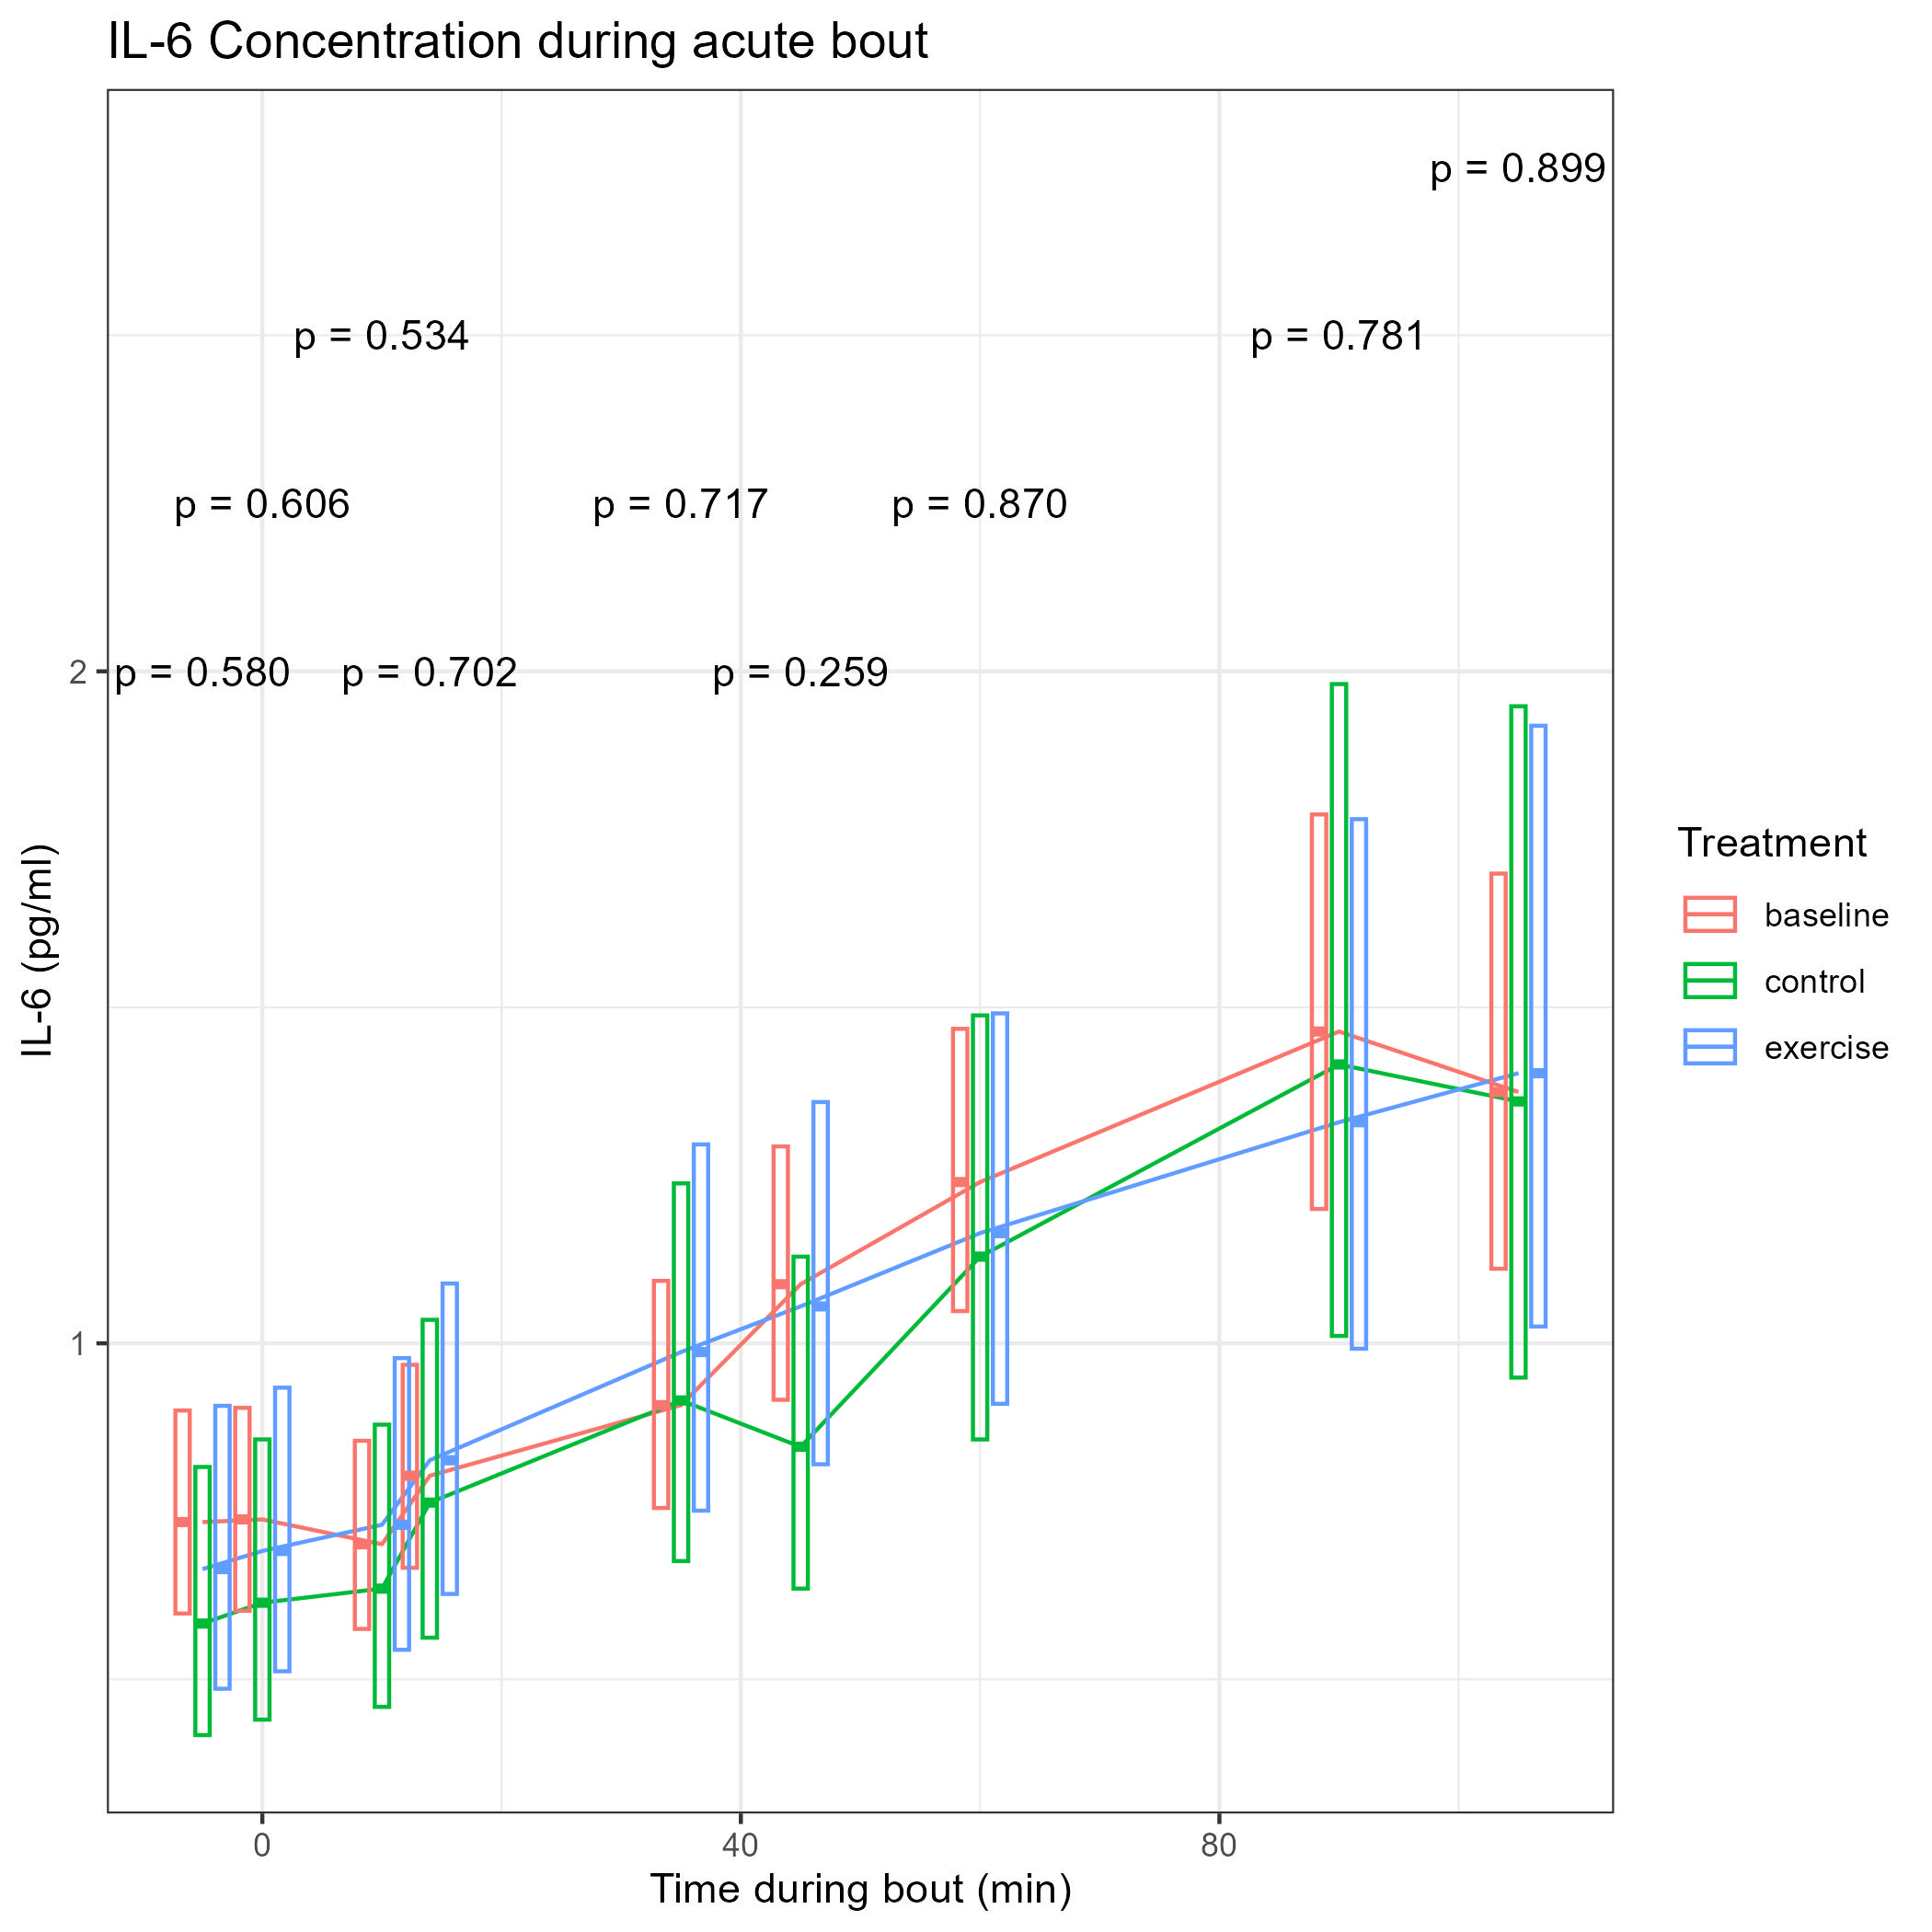 IL-6 Concentration during acute bout
p = 0.899
p = 0.534
p = 0.781
p = 0.606
p = 0.717
p = 0.870
p = 0.580
p = 0.702
p = 0.259
2
1
IL-6 (pg/ml)
0
40
80
Time during bout (min)
Treatment
baseline
control
exercise